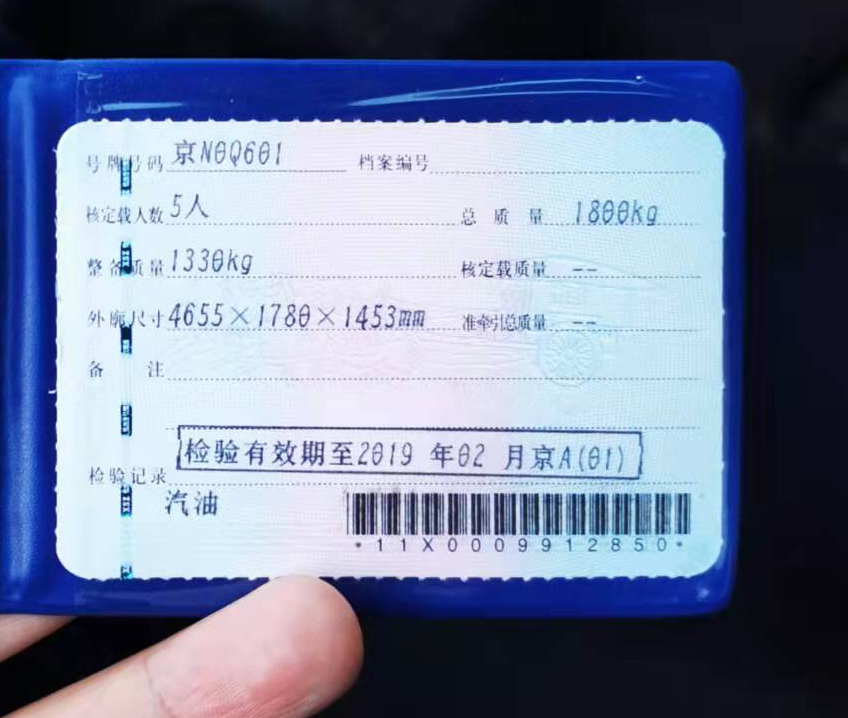 号牌号码 京N0Q601 档案编号
核定载人数 5人 总质量 1800kg
整备质量 1330kg 核定载质量 --
外廓尺寸 4655×1780×1453mm 准牵引总质量 --
备注
检验有效期至2019年02月京A(01)
检验记录
汽油
*11X0009912850*